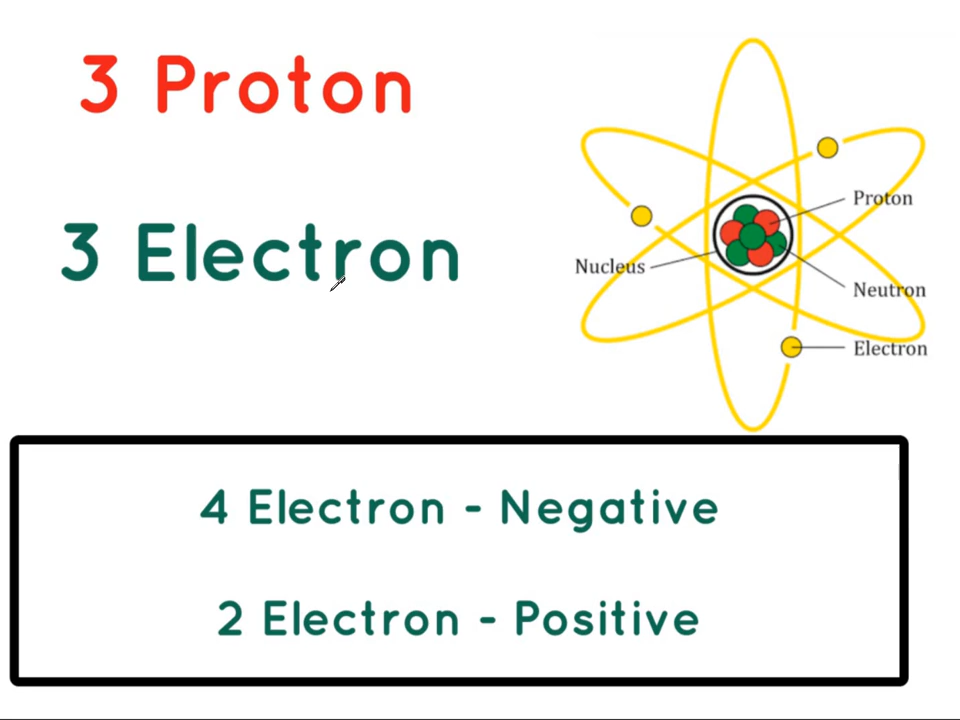 3 Proton
3 Electron
Proton
Nucleus
Neutron
Electron
4 Electron - Negative
2 Electron - Positive